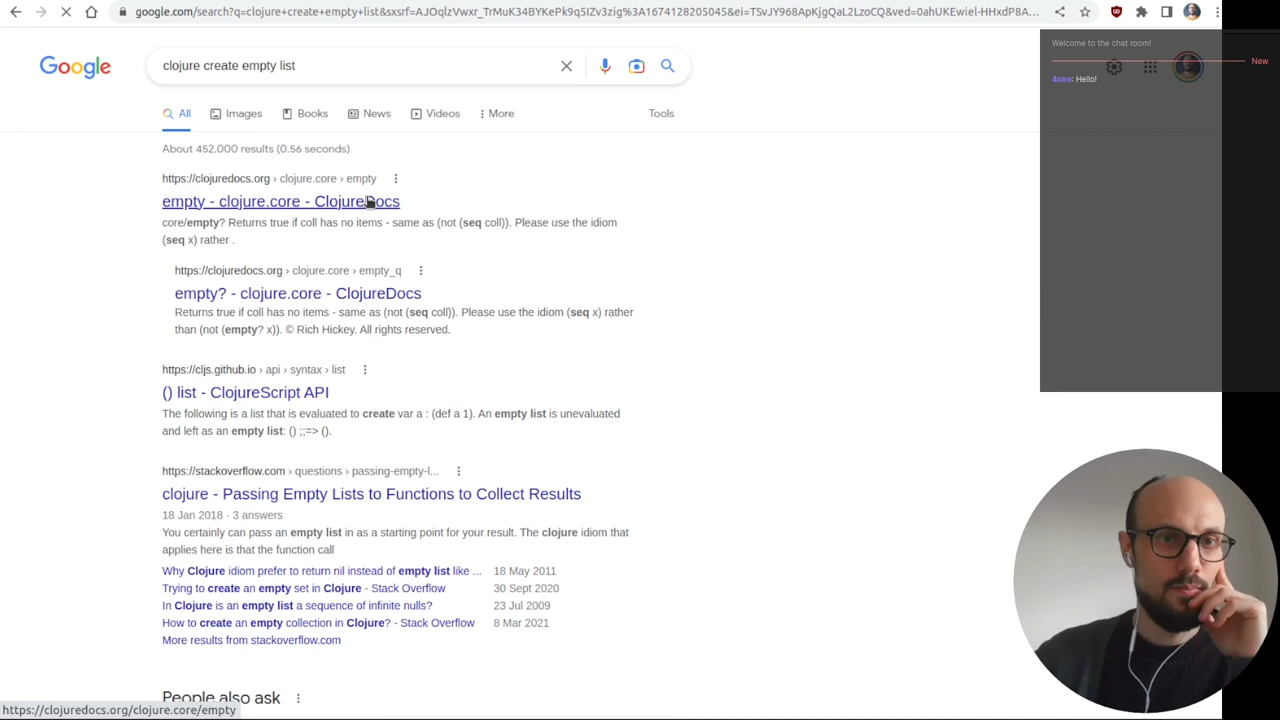 google.com/search?q=clojure+create+empty+list&sxsrf=AJOqlzVwxr_TrMuK34BYKePk9q5IZv3zig%3A1674128205045&ei=TSvJY968ApKjgQaL2LzoCQ&ved=0ahUKEwiel-HHxdP8A...
Welcome to the chat room!
New
4cire: Hello!
Google
clojure create empty list
All
Images
Books
News
Videos
More
Tools
About 452,000 results (0.56 seconds)
https://clojuredocs.org › clojure.core › empty
empty - clojure.core - ClojureDocs
core/empty? Returns true if coll has no items - same as (not (seq coll)). Please use the idiom
(seq x) rather .
https://clojuredocs.org › clojure.core › empty_q
empty? - clojure.core - ClojureDocs
Returns true if coll has no items - same as (not (seq coll)). Please use the idiom (seq x) rather
than (not (empty? x)). © Rich Hickey. All rights reserved.
https://cljs.github.io › api › syntax › list
() list - ClojureScript API
The following is a list that is evaluated to create var a : (def a 1). An empty list is unevaluated
and left as an empty list: () ;;=> ().
https://stackoverflow.com › questions › passing-empty-l...
clojure - Passing Empty Lists to Functions to Collect Results
18 Jan 2018 · 3 answers
You certainly can pass an empty list in as a starting point for your result. The clojure idiom that
applies here is that the function call
Why Clojure idiom prefer to return nil instead of empty list like ... 18 May 2011
Trying to create an empty set in Clojure - Stack Overflow 30 Sept 2020
In Clojure is an empty list a sequence of infinite nulls? 23 Jul 2009
How to create an empty collection in Clojure? - Stack Overflow 8 Mar 2021
More results from stackoverflow.com
People also ask
https://clojuredocs.org/clojure.core/empty